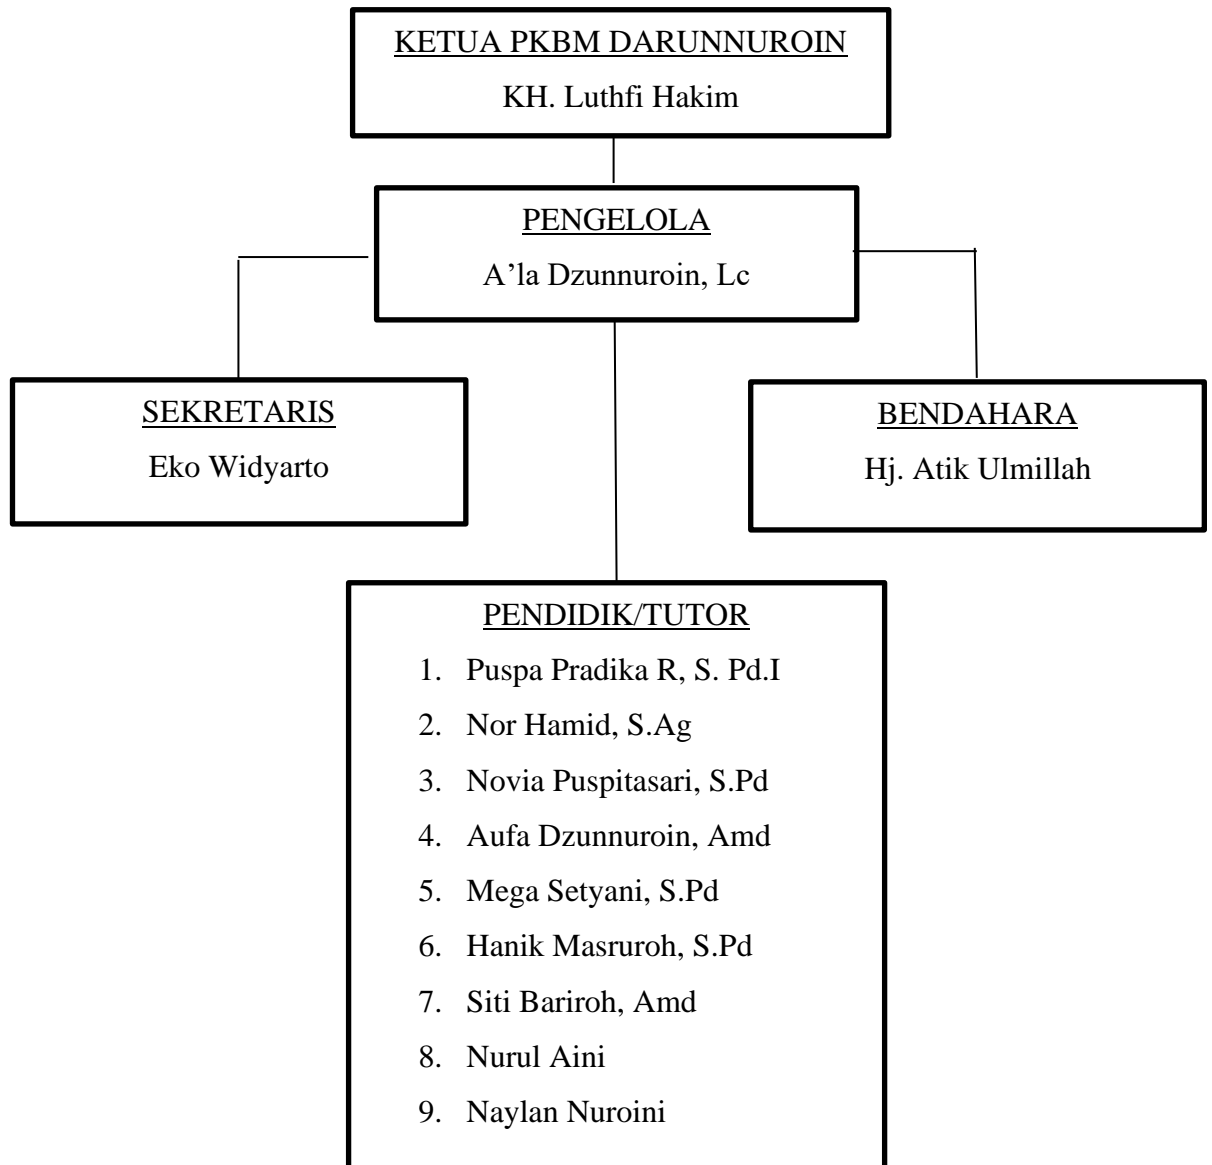 KETUA PKBM DARUNNUROIN
KH. Luthfi Hakim
PENGELOLA
A’la Dzunnuroin, Lc
SEKRETARIS
Eko Widyarto
BENDAHARA
Hj. Atik Ulmillah
PENDIDIK/TUTOR
1. Puspa Pradika R, S. Pd.I
2. Nor Hamid, S.Ag
3. Novia Puspitasari, S.Pd
4. Aufa Dzunnuroin, Amd
5. Mega Setyani, S.Pd
6. Hanik Masruroh, S.Pd
7. Siti Bariroh, Amd
8. Nurul Aini
9. Naylan Nuroini